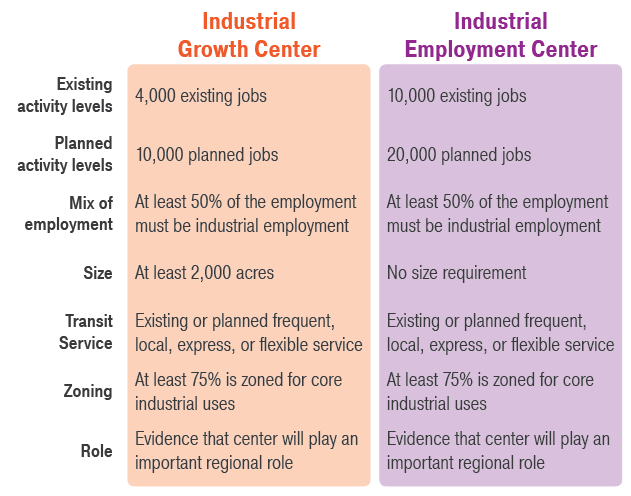 Industrial
Growth Center
Industrial
Employment Center
Existing
activity levels
4,000 existing jobs
10,000 existing jobs
Planned
activity levels
10,000 planned jobs
20,000 planned jobs
Mix of
employment
At least 50% of the employment
must be industrial employment
At least 50% of the employment
must be industrial employment
Size
At least 2,000 acres
No size requirement
Transit
Service
Existing or planned frequent,
local, express, or flexible service
Existing or planned frequent,
local, express, or flexible service
Zoning
At least 75% is zoned for core
industrial uses
At least 75% is zoned for core
industrial uses
Role
Evidence that center will play an
important regional role
Evidence that center will play an
important regional role